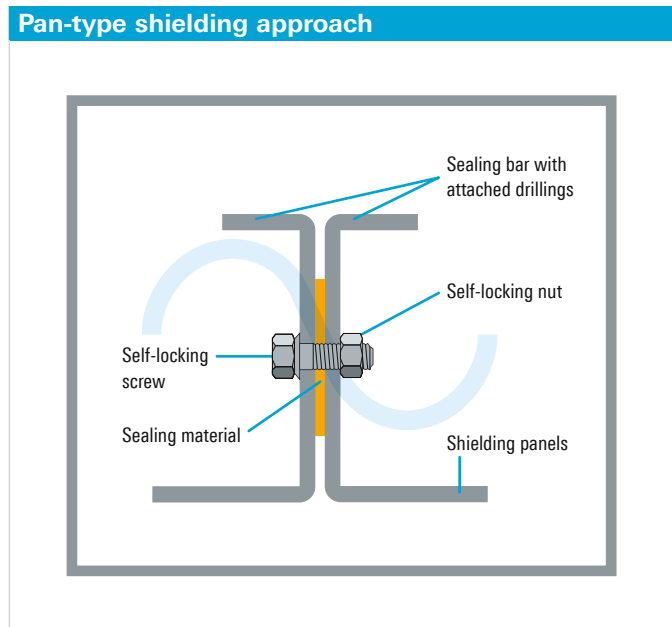 Pan-type shielding approach
Sealing bar with
attached drillings
Self-locking nut
Self-locking
screw
Sealing material
Shielding panels